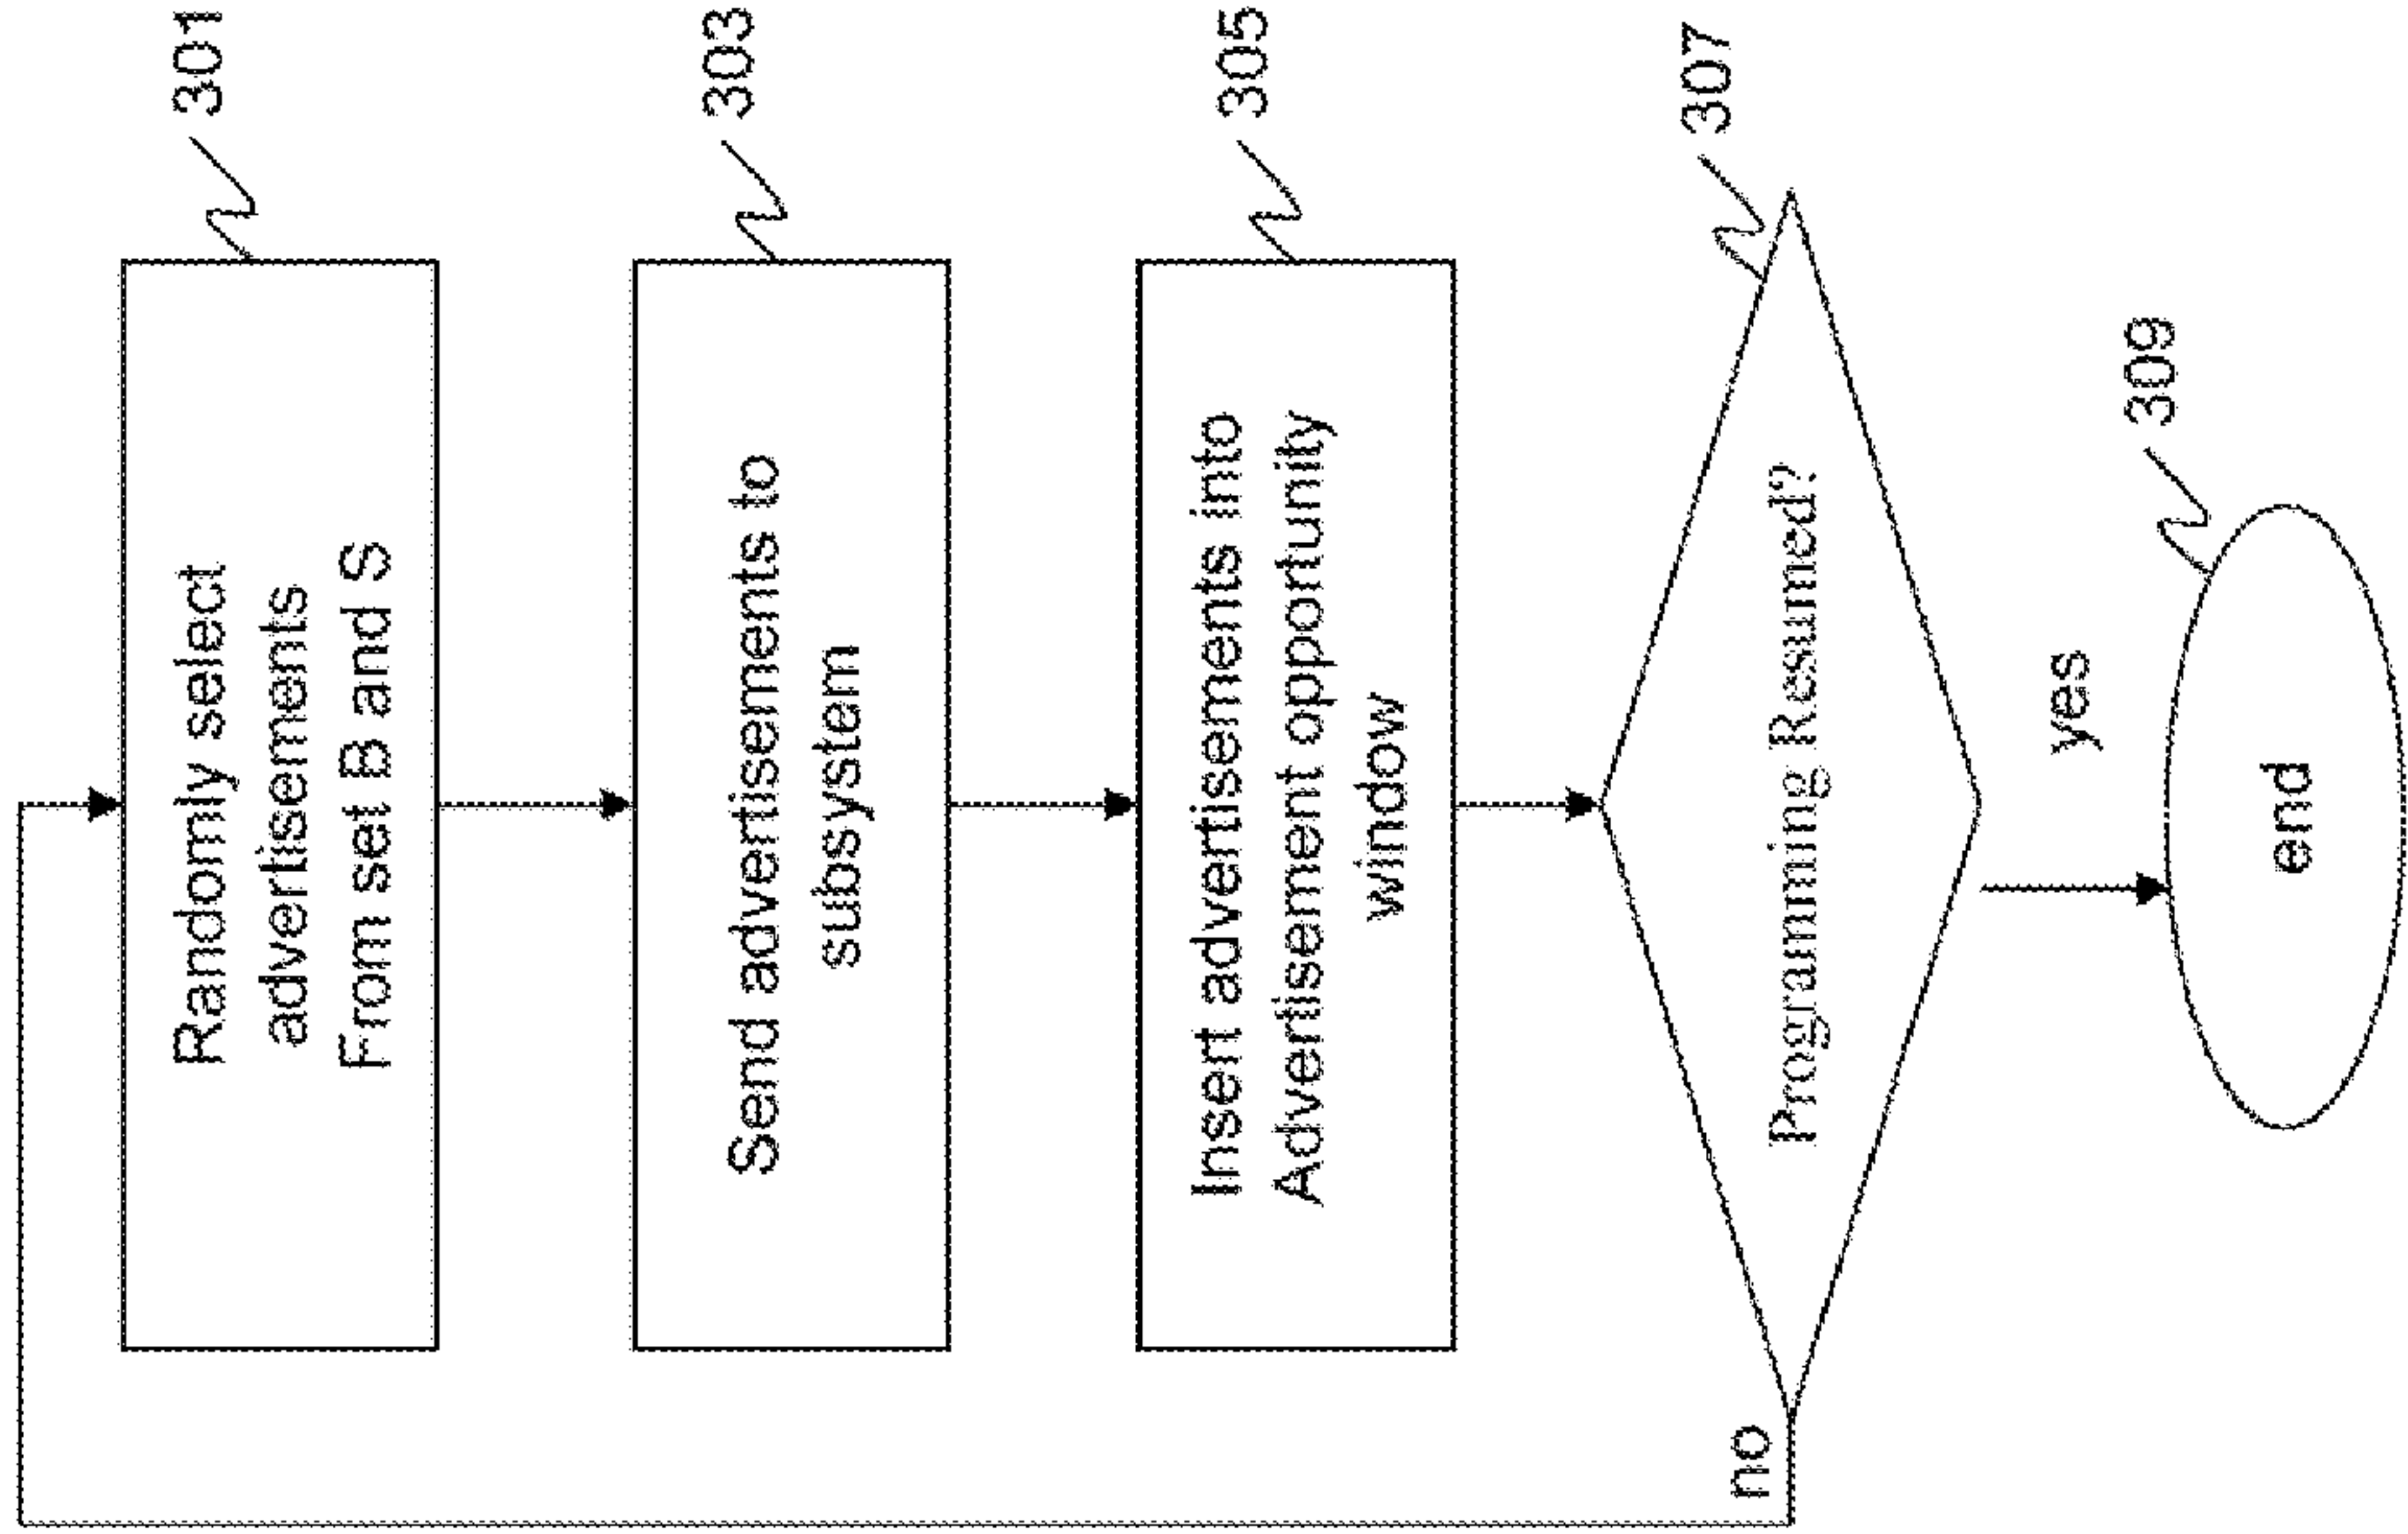 Randomly select
advertisements
From set B and S
301
Send advertisements to
subsystem
303
Insert advertisements into
Advertisement opportunity
window
305
Programming Resumed?
307
no
yes
end
309